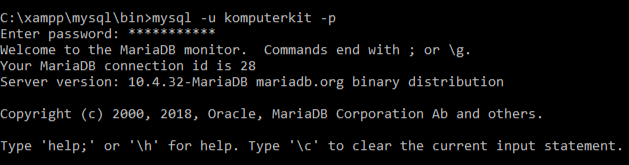 C:\xampp\mysql\bin>mysql -u komputerkit -p
Enter password: ***********
Welcome to the MariaDB monitor.  Commands end with ; or \g.
Your MariaDB connection id is 28
Server version: 10.4.32-MariaDB mariadb.org binary distribution
Copyright (c) 2000, 2018, Oracle, MariaDB Corporation Ab and others.
Type 'help;' or '\h' for help. Type '\c' to clear the current input statement.